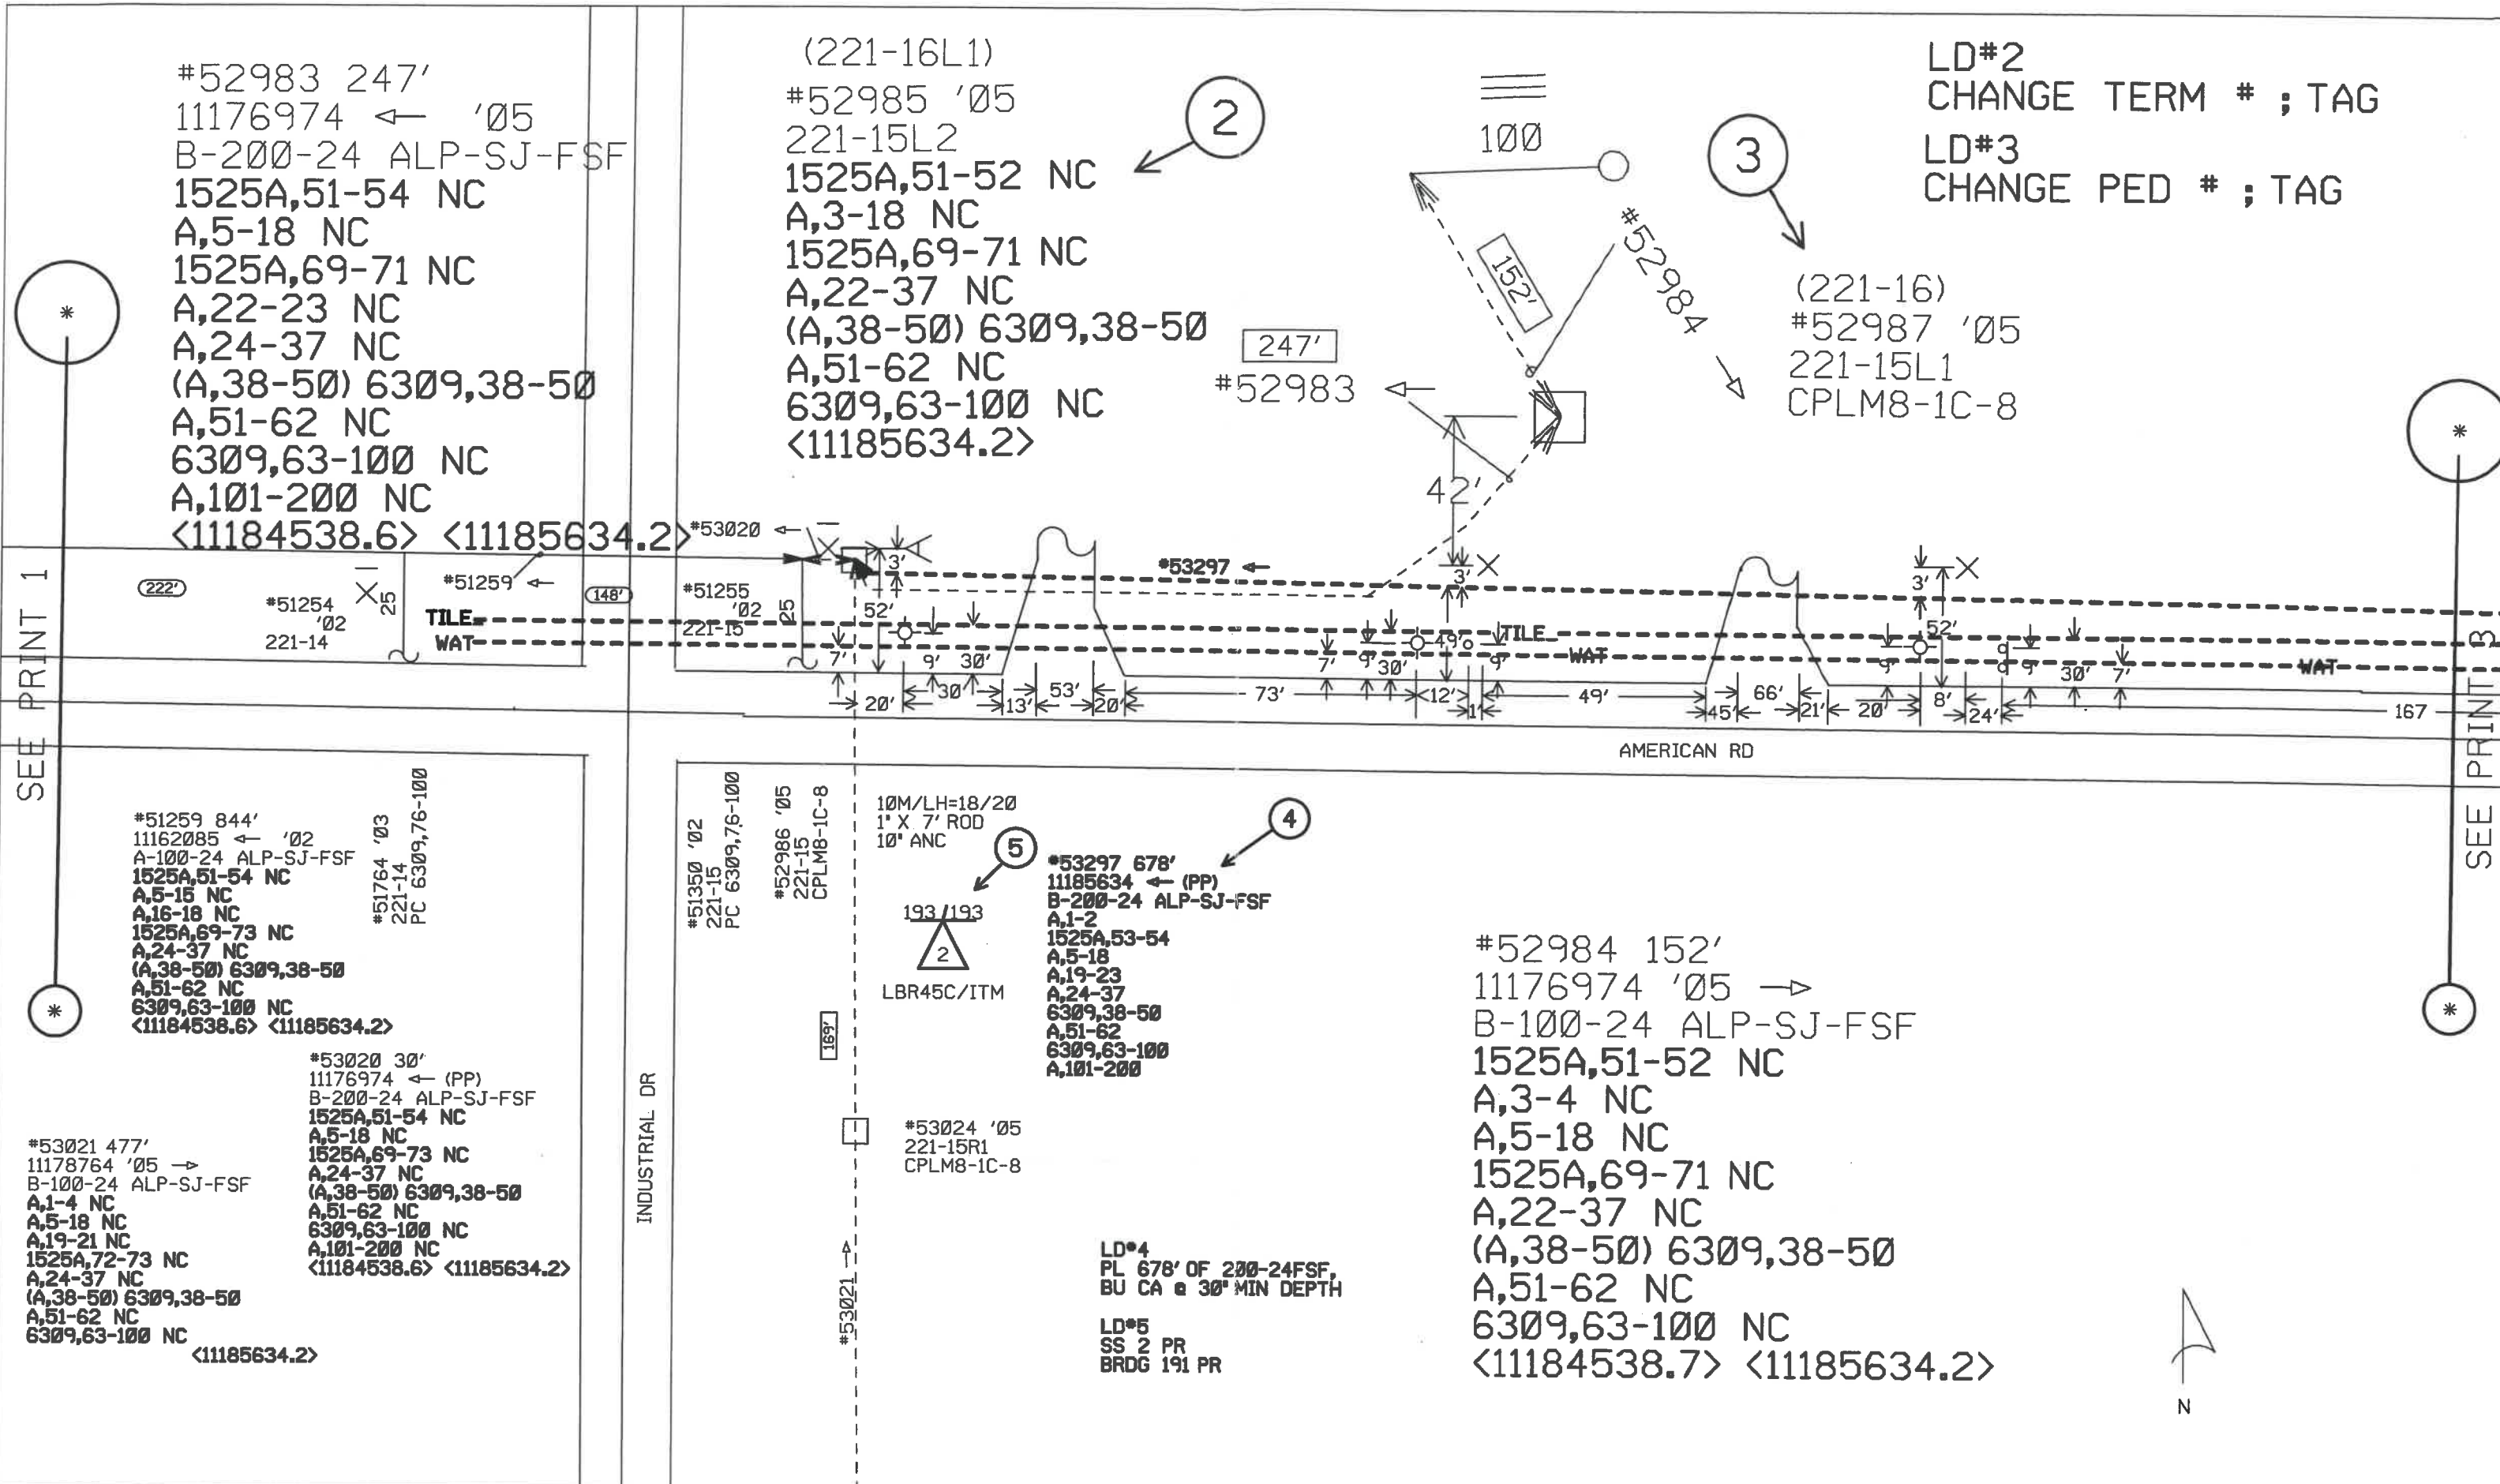 #52983 247'
11176974 ← '05
B-200-24 ALP-SJ-FSF
1525A,51-54 NC
A,5-18 NC
1525A,69-71 NC
A,22-23 NC
A,24-37 NC
(A,38-50) 6309,38-50
A,51-62 NC
6309,63-100 NC
A,101-200 NC
<11184538.6> <11185634.2>
(221-16L1)
#52985 '05
221-15L2
1525A,51-52 NC
A,3-18 NC
1525A,69-71 NC
A,22-37 NC
(A,38-50) 6309,38-50
A,51-62 NC
6309,63-100 NC
<11185634.2>
2
100
152'
#52984 →
247'
#52983 ←
42'
3
LD#2
CHANGE TERM # ; TAG
LD#3
CHANGE PED # ; TAG
(221-16)
#52987 '05
221-15L1
CPLM8-1C-8
*
*
SEE PRINT 1
222'
#51254
'02
221-14
25
#51259 ←
148'
TILE
WAT
#53020 ←
#51255
'02
221-15
25
3'
52'
7'
9'
30'
#53297 ←
3'
49'
7'
9'
30'
9'
TILE
WAT
3'
52'
9'
9'
30'
7'
WAT
20'
30'
13'
53'
20'
73'
12'
1'
49'
45'
66'
21'
20'
8'
24'
167
SEE PRINT 3
AMERICAN RD
#51259 844'
11162085 ← '02
A-100-24 ALP-SJ-FSF
1525A,51-54 NC
A,5-15 NC
A,16-18 NC
1525A,69-73 NC
A,24-37 NC
(A,38-50) 6309,38-50
A,51-62 NC
6309,63-100 NC
<11184538.6> <11185634.2>
#51764 '03
221-14
PC 6309,76-100
*
#53020 30'
11176974 ← (PP)
B-200-24 ALP-SJ-FSF
1525A,51-54 NC
A,5-18 NC
1525A,69-73 NC
A,24-37 NC
(A,38-50) 6309,38-50
A,51-62 NC
6309,63-100 NC
A,101-200 NC
<11184538.6> <11185634.2>
#53021 477'
11178764 '05 →
B-100-24 ALP-SJ-FSF
A,1-4 NC
A,5-18 NC
A,19-21 NC
1525A,72-73 NC
A,24-37 NC
(A,38-50) 6309,38-50
A,51-62 NC
6309,63-100 NC
<11185634.2>
INDUSTRIAL DR
#51350 '02
221-15
PC 6309,76-100
#52986 '05
221-15
CPLM8-1C-8
10M/LH=18/20
1" X 7' ROD
10" ANC
5
193/193
2
LBR45C/ITM
4
#53297 678'
11185634 ← (PP)
B-200-24 ALP-SJ-FSF
A,1-2
1525A,53-54
A,5-18
A,19-23
A,24-37
6309,38-50
A,51-62
6309,63-100
A,101-200
169'
#53024 '05
221-15R1
CPLM8-1C-8
#53021 →
LD#4
PL 678' OF 200-24FSF,
BU CA @ 30" MIN DEPTH
LD#5
SS 2 PR
BRDG 191 PR
#52984 152'
11176974 '05 →
B-100-24 ALP-SJ-FSF
1525A,51-52 NC
A,3-4 NC
A,5-18 NC
1525A,69-71 NC
A,22-37 NC
(A,38-50) 6309,38-50
A,51-62 NC
6309,63-100 NC
<11184538.7> <11185634.2>
*
N